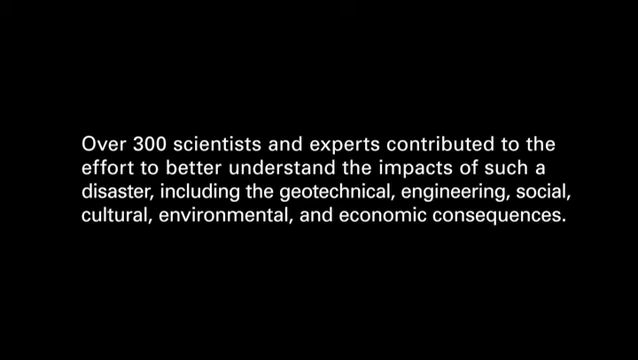 Over 300 scientists and experts contributed to the
effort to better understand the impacts of such a
disaster, including the geotechnical, engineering, social,
cultural, environmental, and economic consequences.